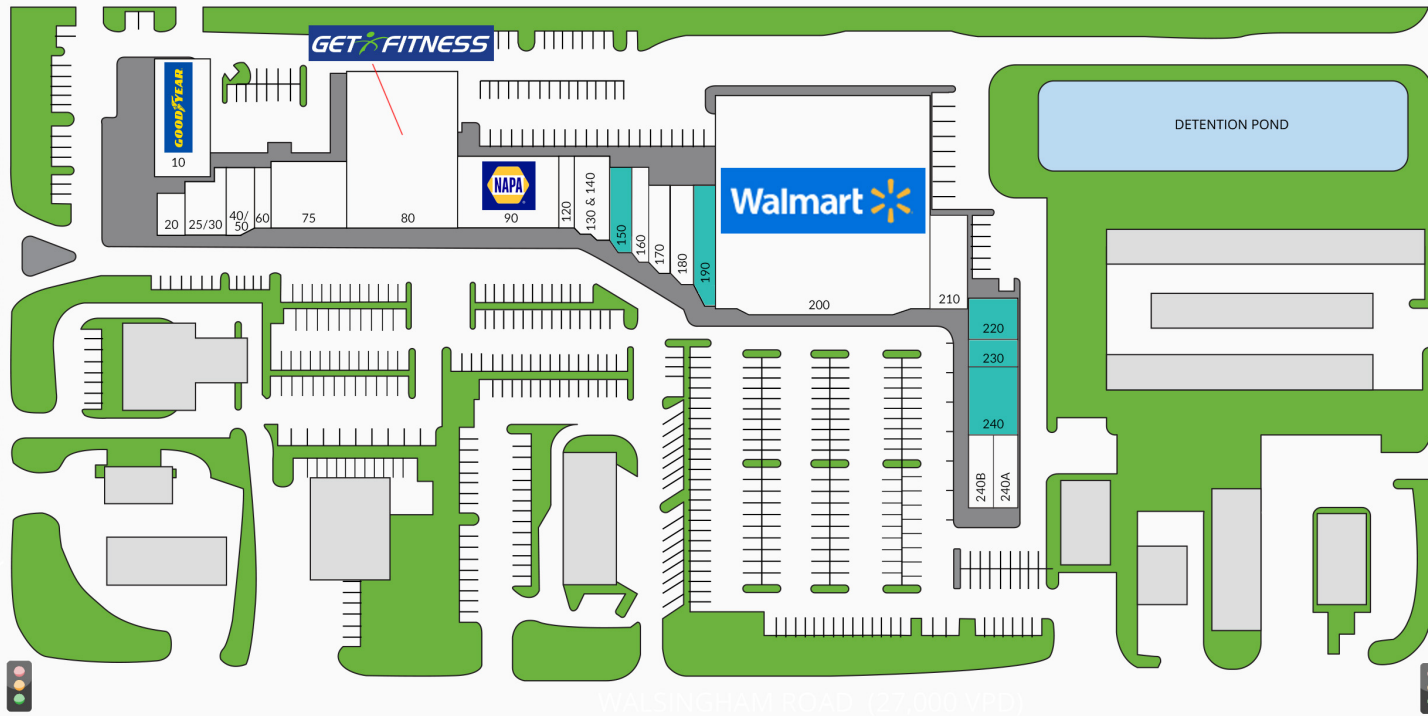 GET FITNESS
GOODYEAR
10
DETENTION POND
NAPA
Walmart
20
25/30
40/
50
60
75
80
90
120
130 & 140
150
160
170
180
190
200
210
220
230
240
240B
240A
WALSINGHAM ROAD (27,000 VPD)